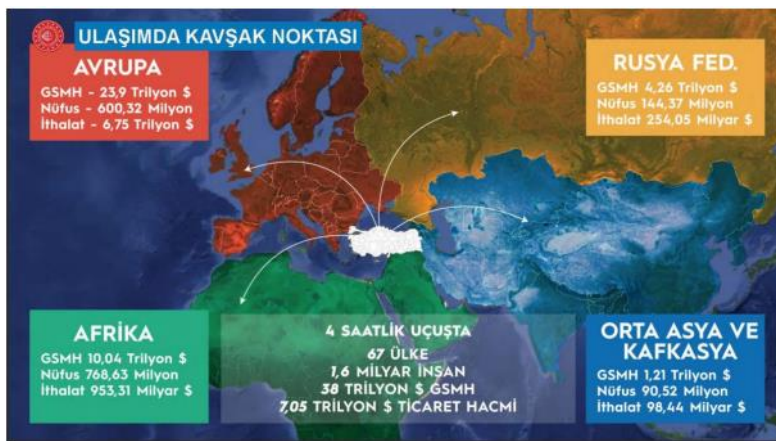 ULAŞIMDA KAVŞAK NOKTASI
AVRUPA
GSMH - 23,9 Trilyon $
Nüfus - 600,32 Milyon
İthalat - 6,75 Trilyon $
RUSYA FED.
GSMH 4,26 Trilyon $
Nüfus 144,37 Milyon
İthalat 254,05 Milyar $
AFRİKA
GSMH 10,04 Trilyon $
Nüfus 768,63 Milyon
İthalat 953,31 Milyar $
4 SAATLİK UÇUŞTA
67 ÜLKE
1,6 MİLYAR İNSAN
38 TRİLYON $ GSMH
7,05 TRİLYON $ TİCARET HACMİ
ORTA ASYA VE
KAFKASYA
GSMH 1,21 Trilyon $
Nüfus 90,52 Milyon
İthalat 98,44 Milyar $